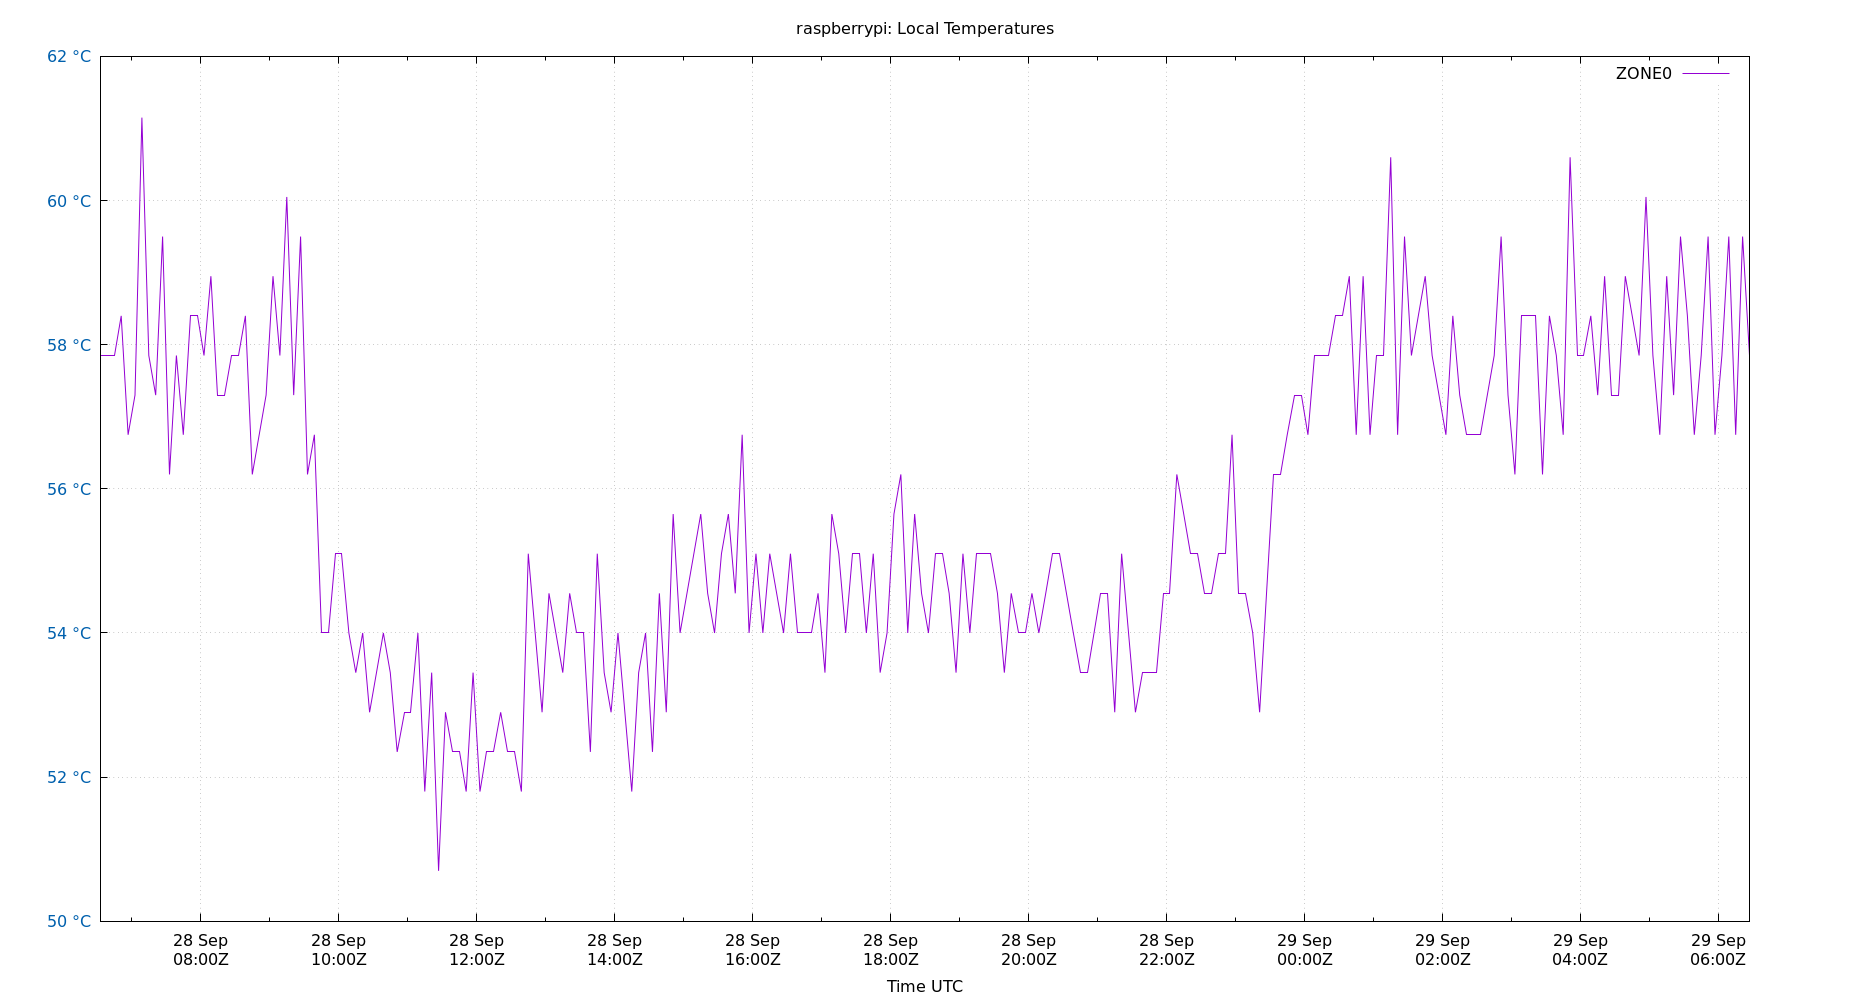 raspberrypi: Local Temperatures
62 °C
ZONE0
60 °C
58 °C
56 °C
54 °C
52 °C
50 °C
28 Sep 28 Sep 28 Sep 28 Sep 28 Sep 28 Sep 28 Sep 28 Sep 29 Sep 29 Sep 29 Sep 29 Sep
08:00Z 10:00Z 12:00Z 14:00Z 16:00Z 18:00Z 20:00Z 22:00Z 00:00Z 02:00Z 04:00Z 06:00Z
Time UTC